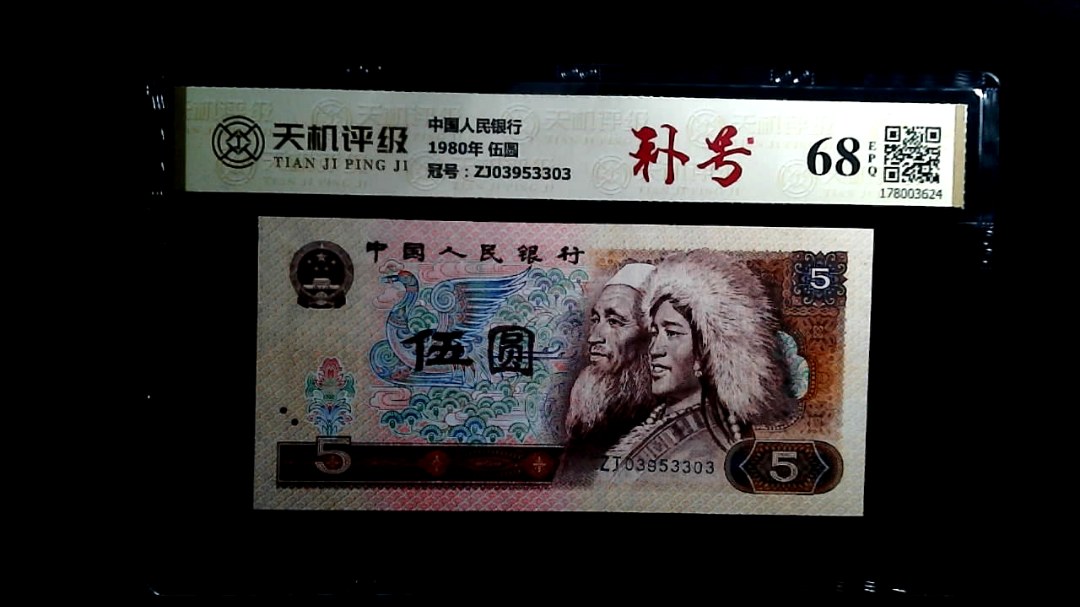 天机评级
TIAN JI PING JI
中国人民银行
1980年 伍圆
冠号：ZJ03953303
补号
68
EPQ
178003624
中国人民银行
5
伍圆
5
ZJ03953303
5